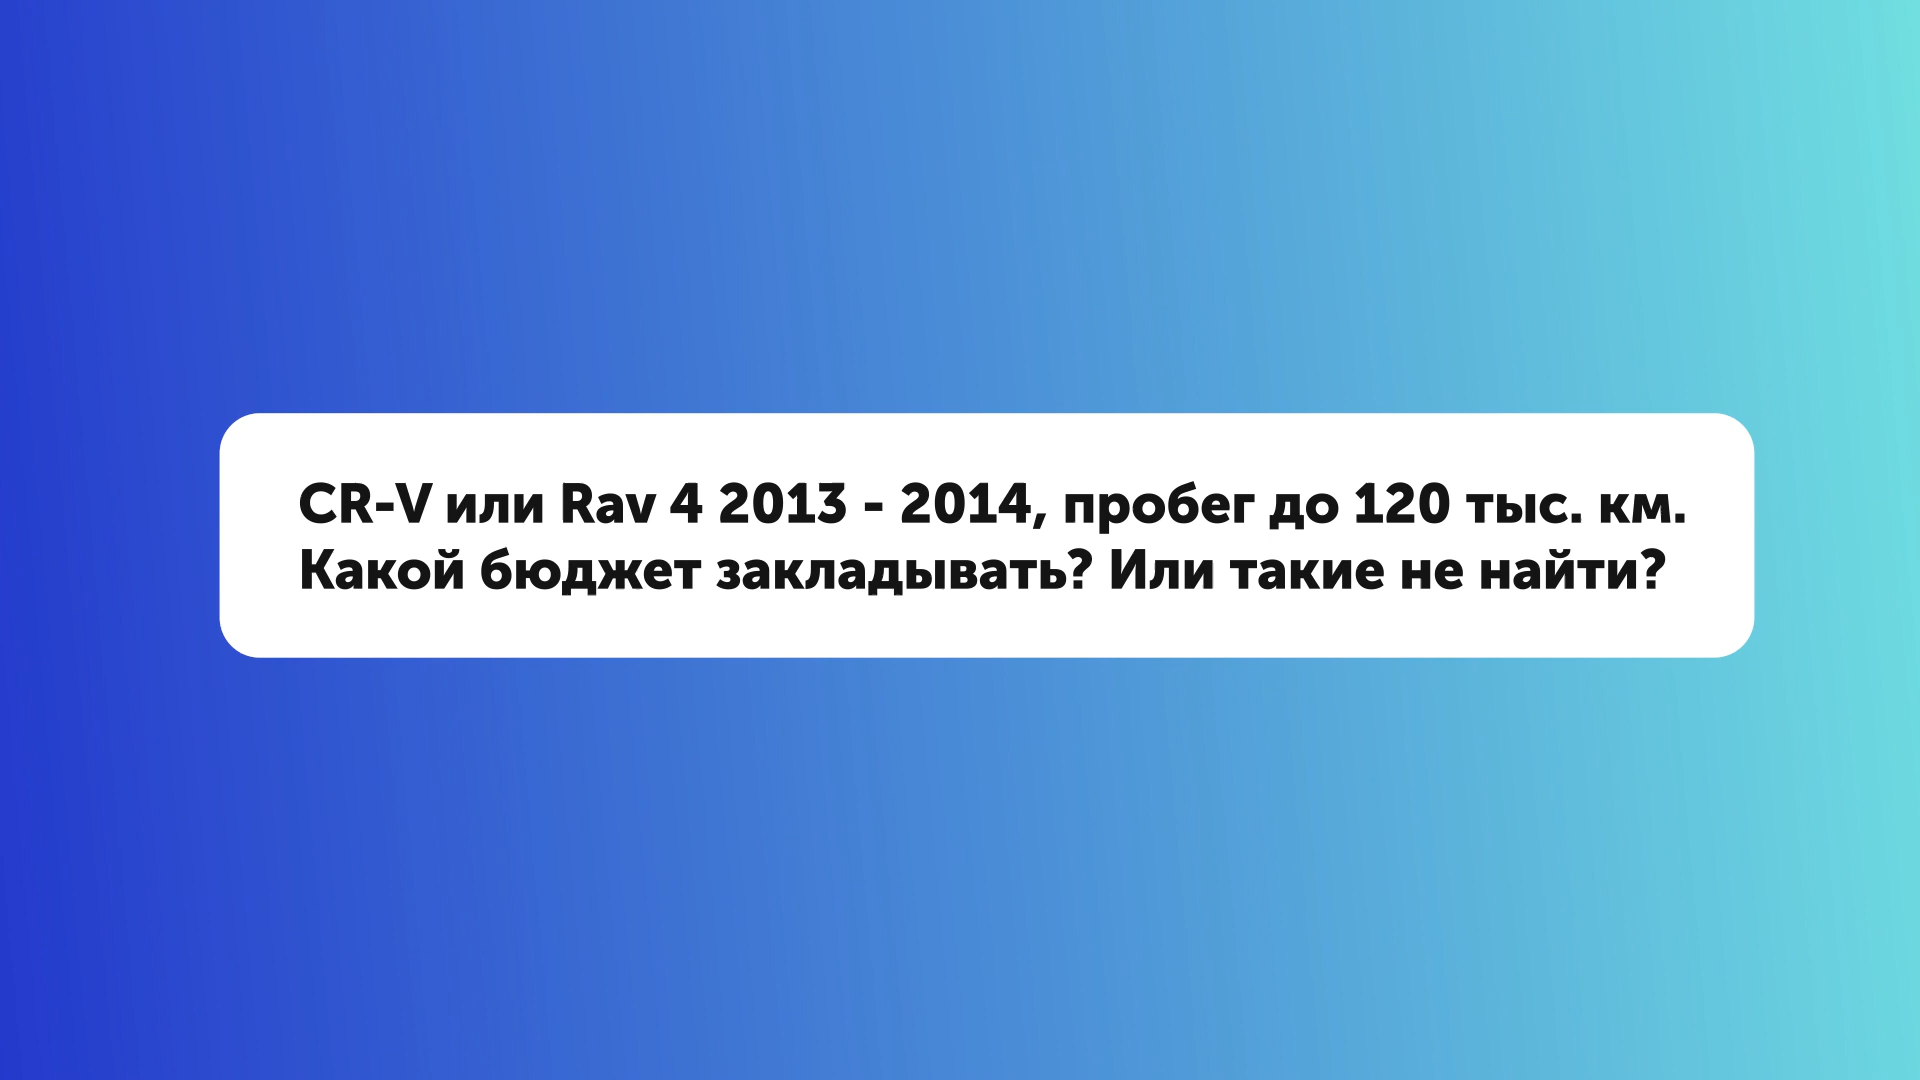 CR-V или Rav 4 2013 - 2014, пробег до 120 тыс. км.
Какой бюджет закладывать? Или такие не найти?